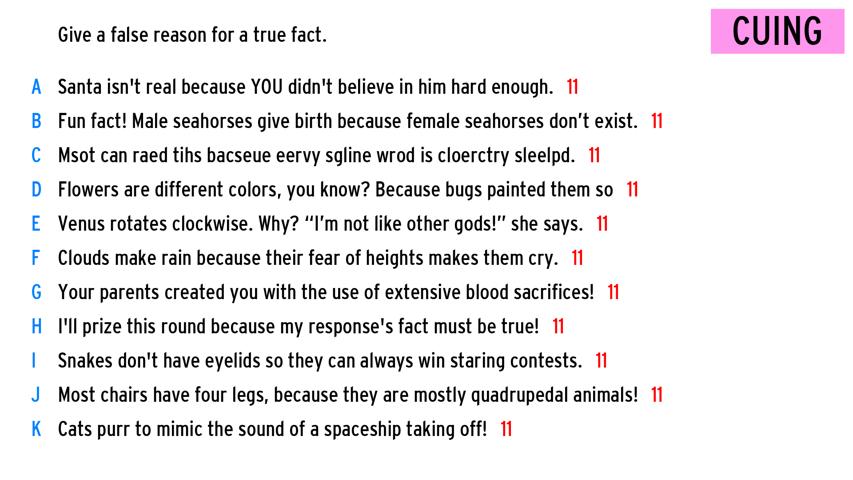 Give a false reason for a true fact.
CUING
A Santa isn't real because YOU didn't believe in him hard enough. 11
B Fun fact! Male seahorses give birth because female seahorses don’t exist. 11
C Msot can raed tihs bacseue eervy sgline wrod is cloerctry sleelpd. 11
D Flowers are different colors, you know? Because bugs painted them so 11
E Venus rotates clockwise. Why? “I’m not like other gods!” she says. 11
F Clouds make rain because their fear of heights makes them cry. 11
G Your parents created you with the use of extensive blood sacrifices! 11
H I'll prize this round because my response's fact must be true! 11
I Snakes don't have eyelids so they can always win staring contests. 11
J Most chairs have four legs, because they are mostly quadrupedal animals! 11
K Cats purr to mimic the sound of a spaceship taking off! 11